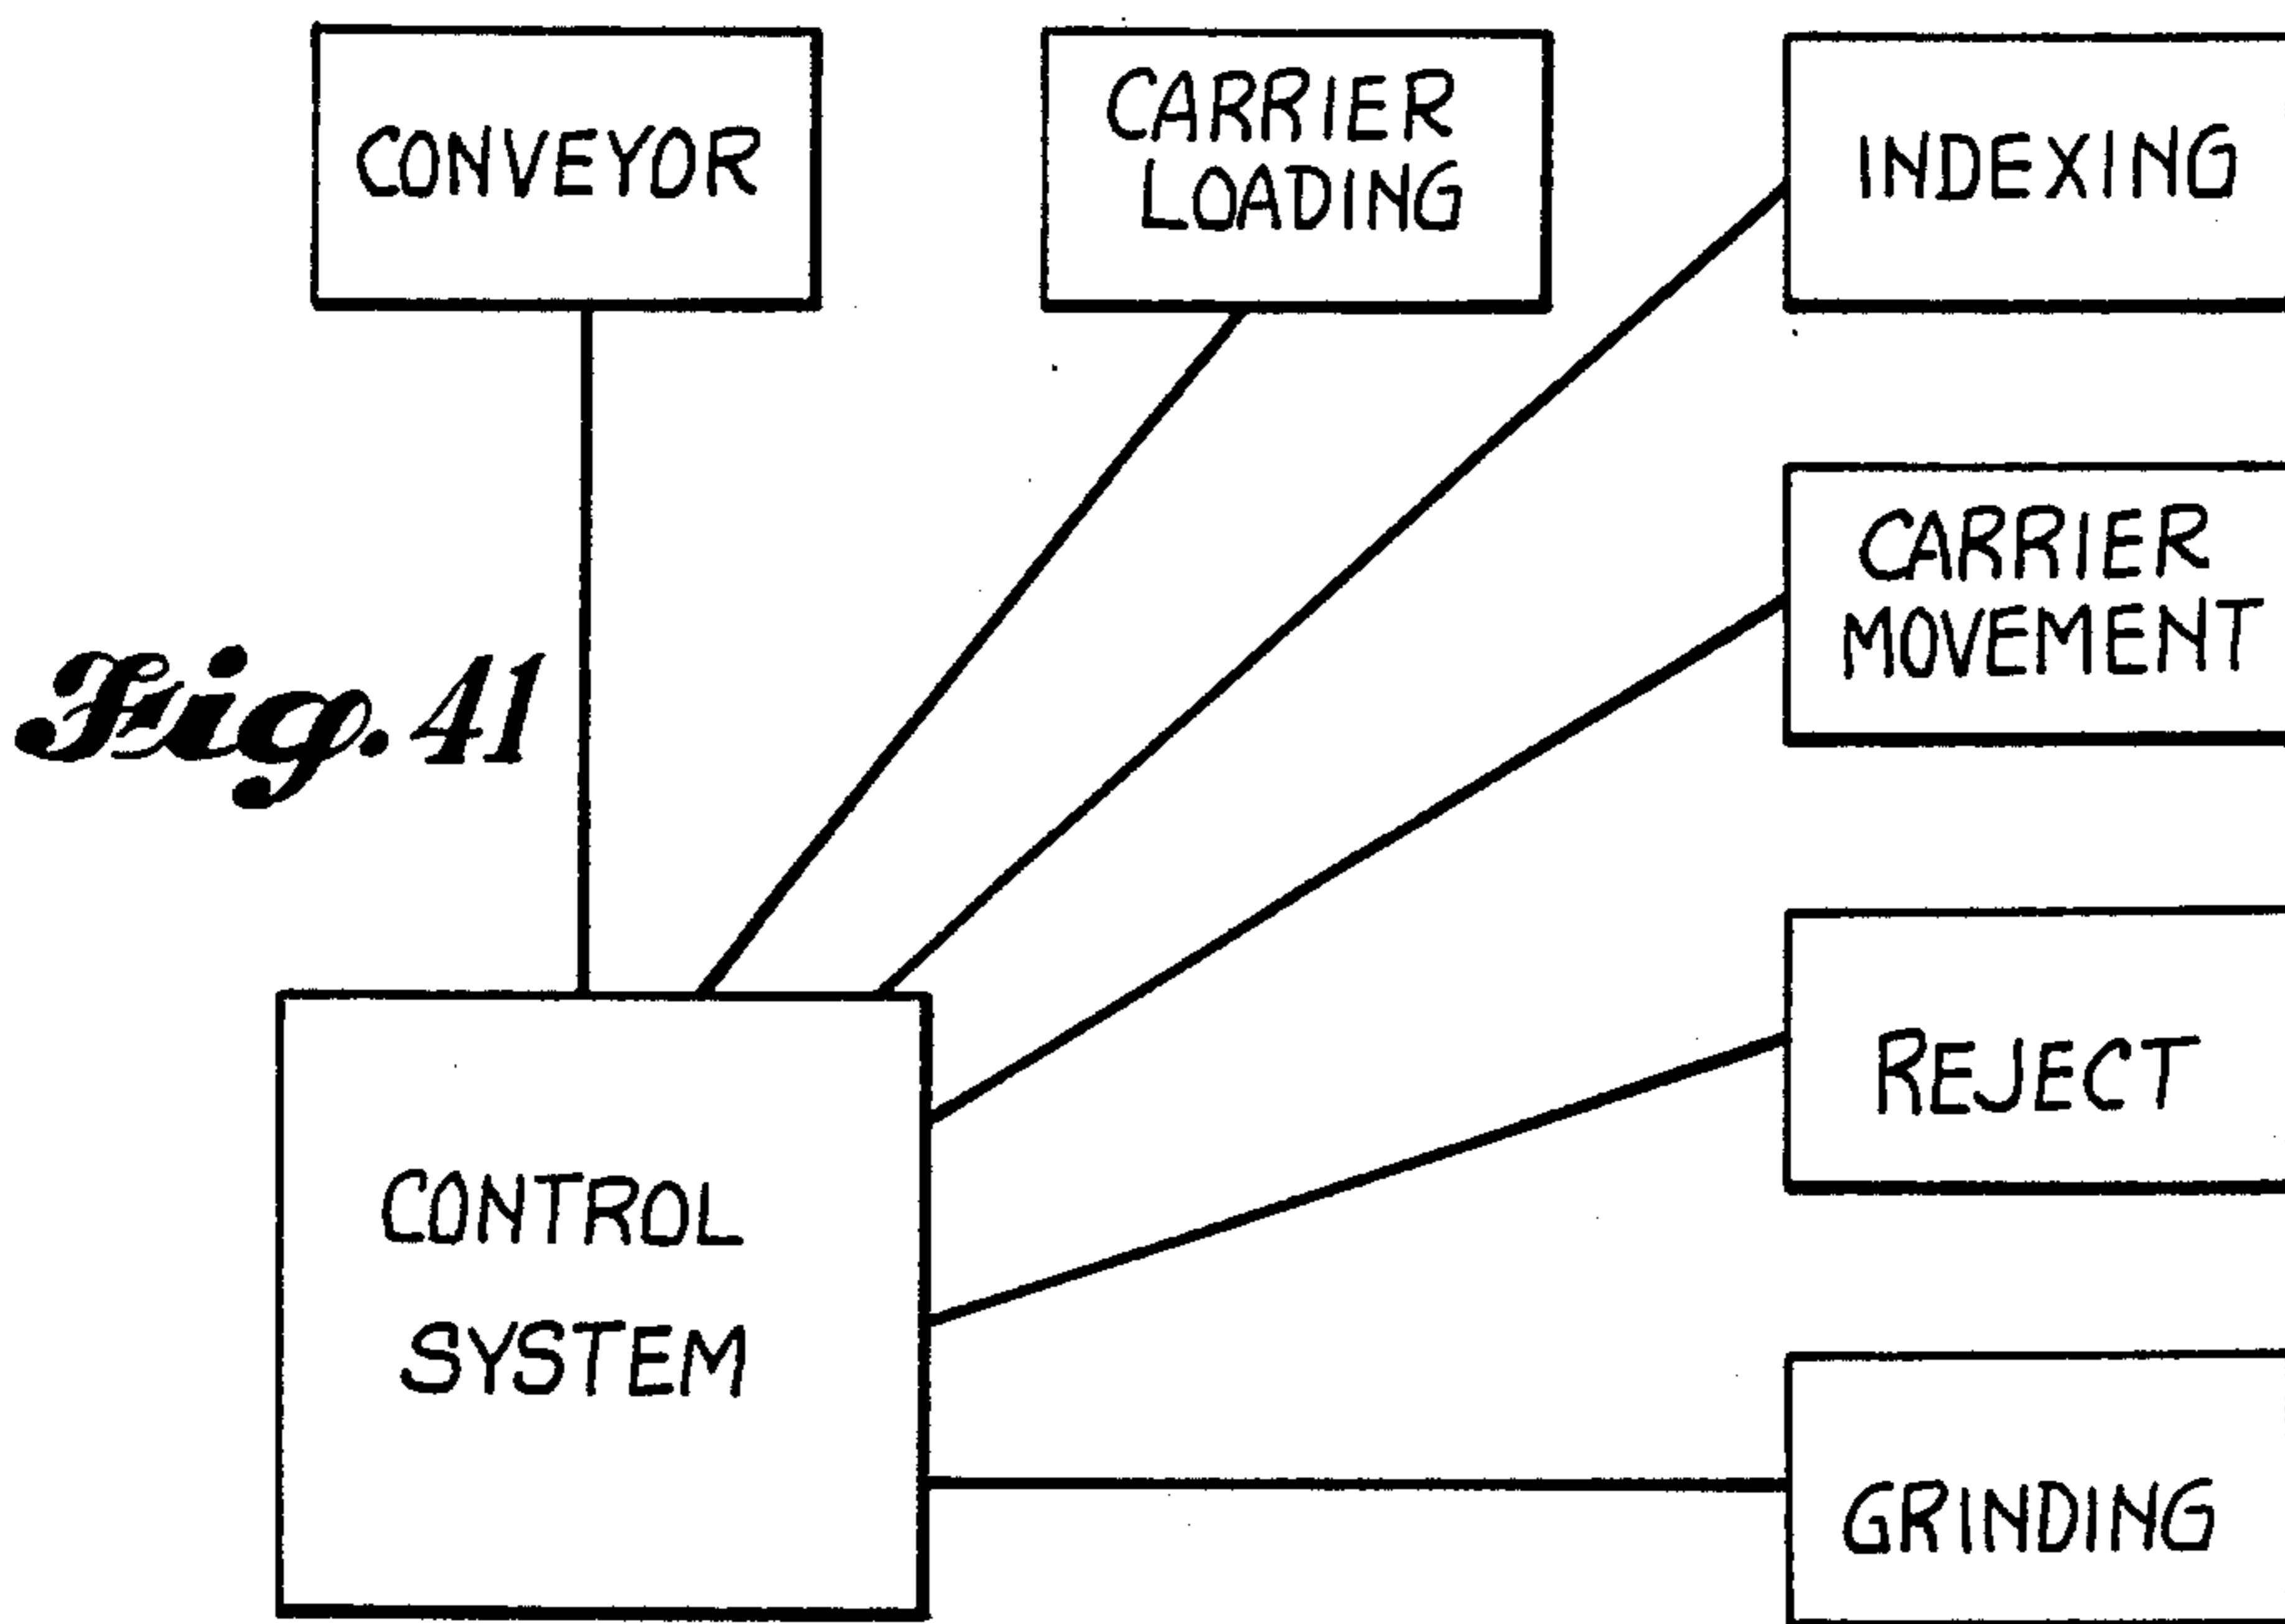 CONVEYOR
CARRIER
LOADING
INDEXING
CARRIER
MOVEMENT
Fig. 41
REJECT
CONTROL
SYSTEM
GRINDING